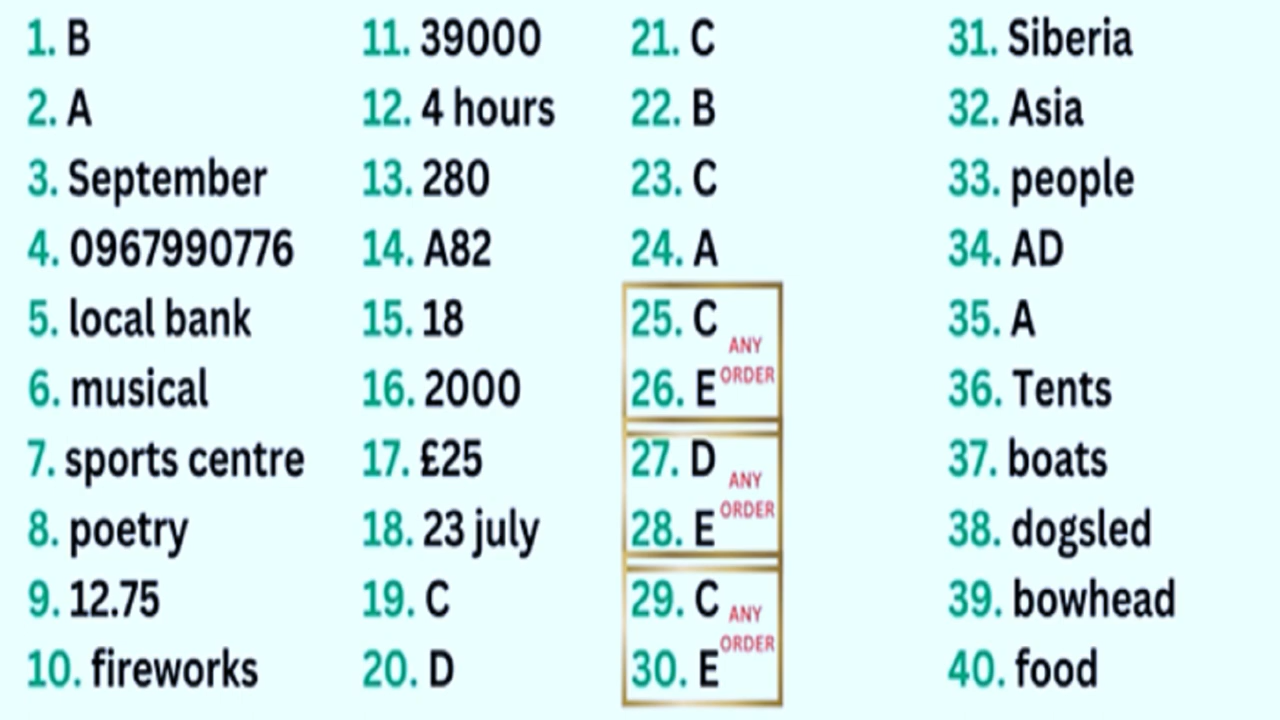 1. B
2. A
3. September
4. 0967990776
5. local bank
6. musical
7. sports centre
8. poetry
9. 12.75
10. fireworks
11. 39000
12. 4 hours
13. 280
14. A82
15. 18
16. 2000
17. £25
18. 23 july
19. C
20. D
21. C
22. B
23. C
24. A
25. C
ANY
ORDER
26. E
27. D
ANY
ORDER
28. E
29. C
ANY
ORDER
30. E
31. Siberia
32. Asia
33. people
34. AD
35. A
36. Tents
37. boats
38. dogsled
39. bowhead
40. food